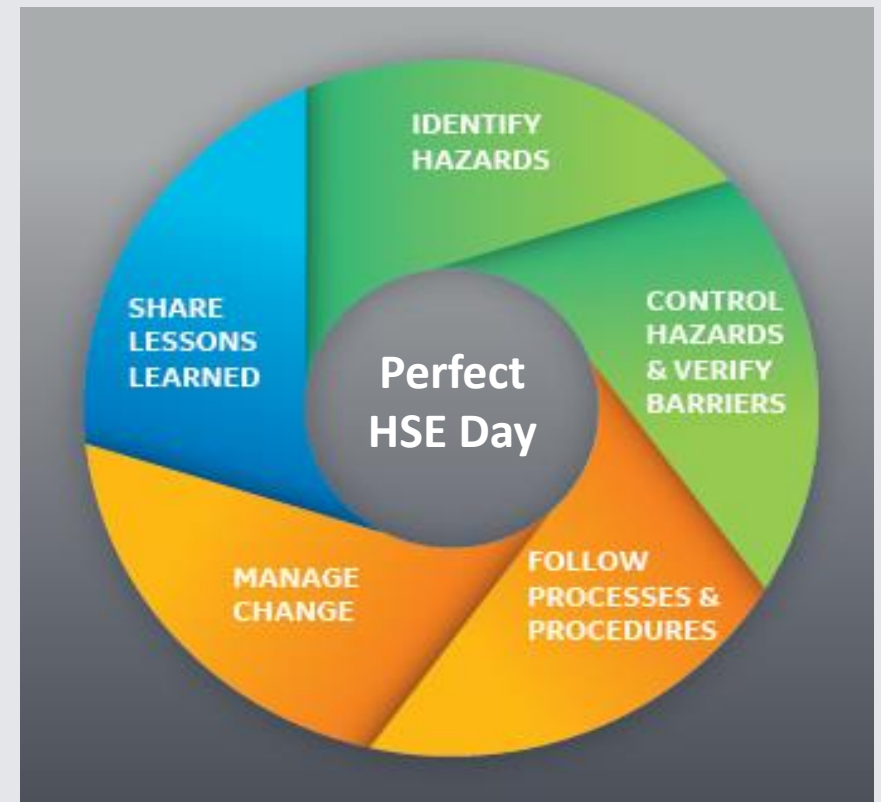 IDENTIFY
HAZARDS
CONTROL
HAZARDS
& VERIFY
BARRIERS
FOLLOW
PROCESSES &
PROCEDURES
MANAGE
CHANGE
SHARE
LESSONS
LEARNED
Perfect
HSE Day